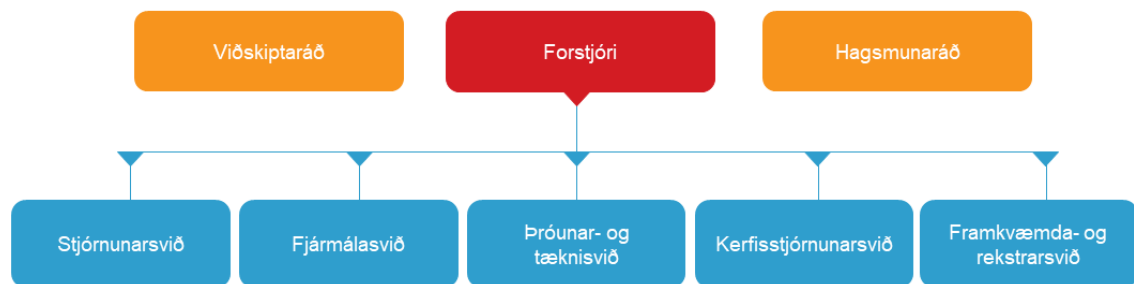 Viðskiptaráð
Forstjóri
Hagsmunaráð
Stjórnunarsvið
Fjármálasvið
Þróunar- og
tæknisvið
Kerfisstjórnunarsvið
Framkvæmda- og
rekstrarsvið